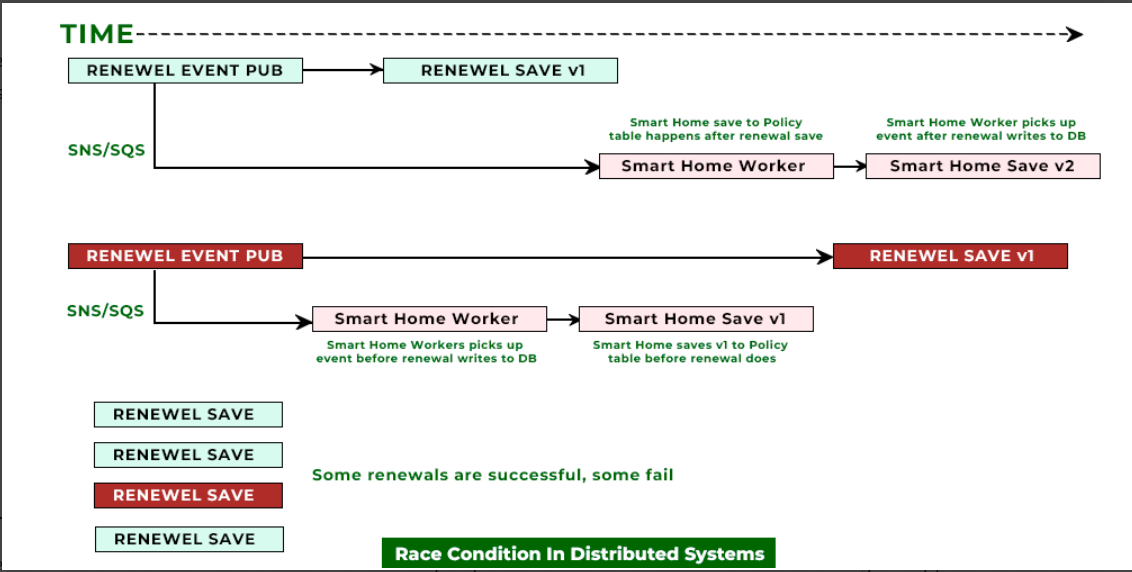 TIME
RENEWEL EVENT PUB
RENEWEL SAVE v1
Smart Home save to Policy
table happens after renewal save
Smart Home Worker picks up
event after renewal writes to DB
SNS/SQS
Smart Home Worker
Smart Home Save v2
RENEWEL EVENT PUB
RENEWEL SAVE v1
SNS/SQS
Smart Home Worker
Smart Home Save v1
Smart Home Workers picks up
event before renewal writes to DB
Smart Home saves v1 to Policy
table before renewal does
RENEWEL SAVE
RENEWEL SAVE
Some renewals are successful, some fail
RENEWEL SAVE
RENEWEL SAVE
Race Condition In Distributed Systems